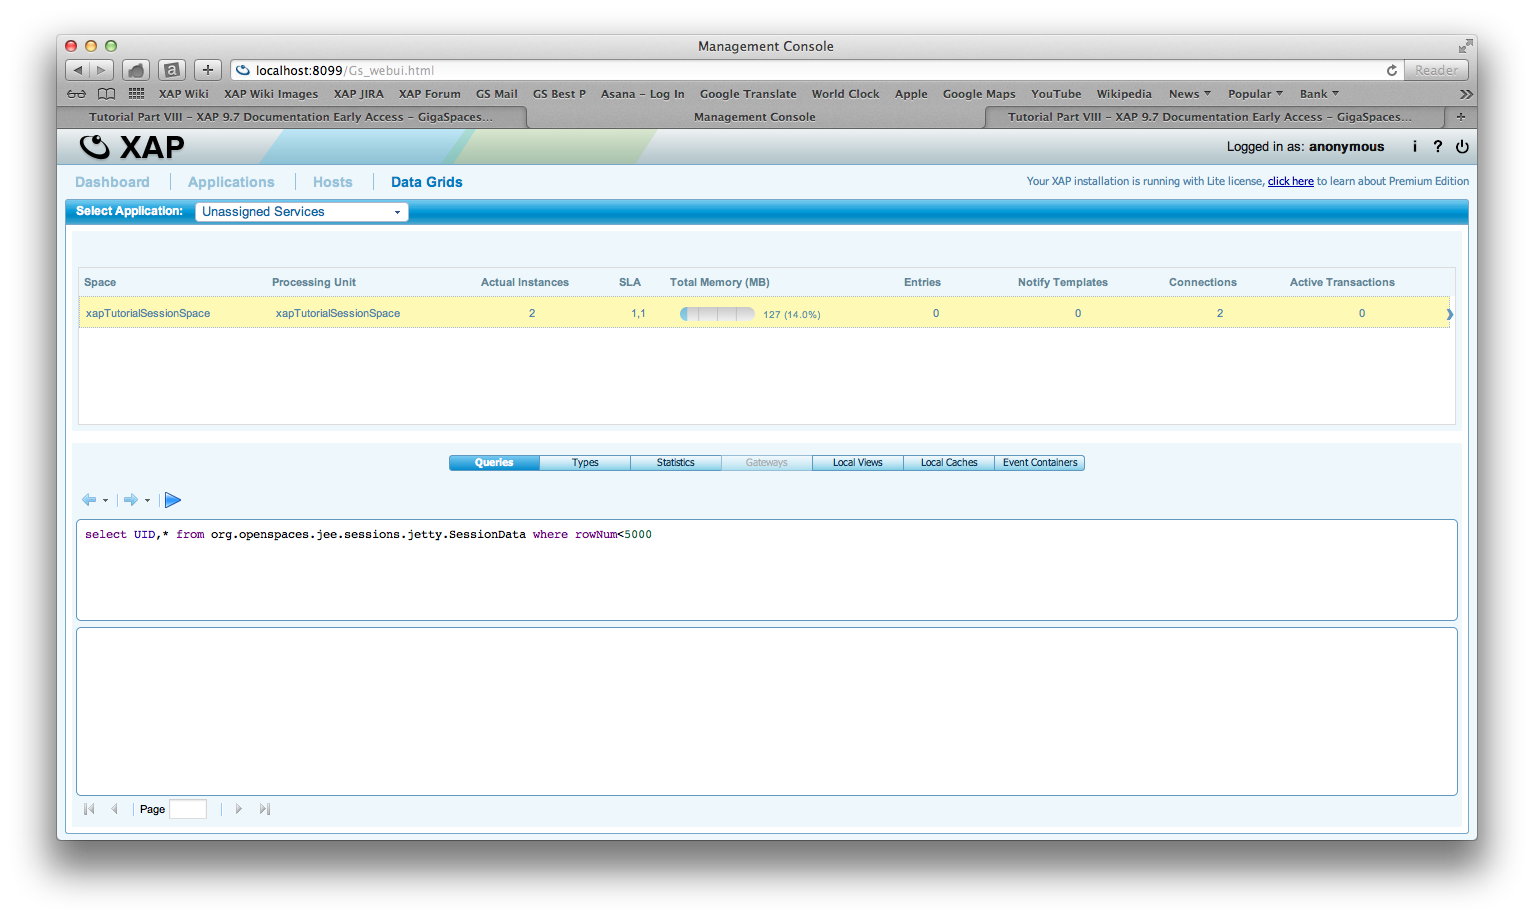 Management Console
localhost:8099/Gs_webui.html
Reader
XAP Wiki XAP Wiki Images XAP JIRA XAP Forum GS Mail GS Best P Asana – Log In Google Translate World Clock Apple Google Maps YouTube Wikipedia News Popular Bank
Tutorial Part VIII – XAP 9.7 Documentation Early Access – GigaSpaces... Management Console Tutorial Part VIII – XAP 9.7 Documentation Early Access – GigaSpaces...
XAP Logged in as: anonymous i ?
Dashboard Applications Hosts Data Grids Your XAP installation is running with Lite license, click here to learn about Premium Edition
Select Application: Unassigned Services
Space Processing Unit Actual Instances SLA Total Memory (MB) Entries Notify Templates Connections Active Transactions
xapTutorialSessionSpace xapTutorialSessionSpace 2 1,1 127 (14.0%) 0 0 2 0
Queries Types Statistics Gateways Local Views Local Caches Event Containers
select UID,* from org.openspaces.jee.sessions.jetty.SessionData where rowNum<5000
Page